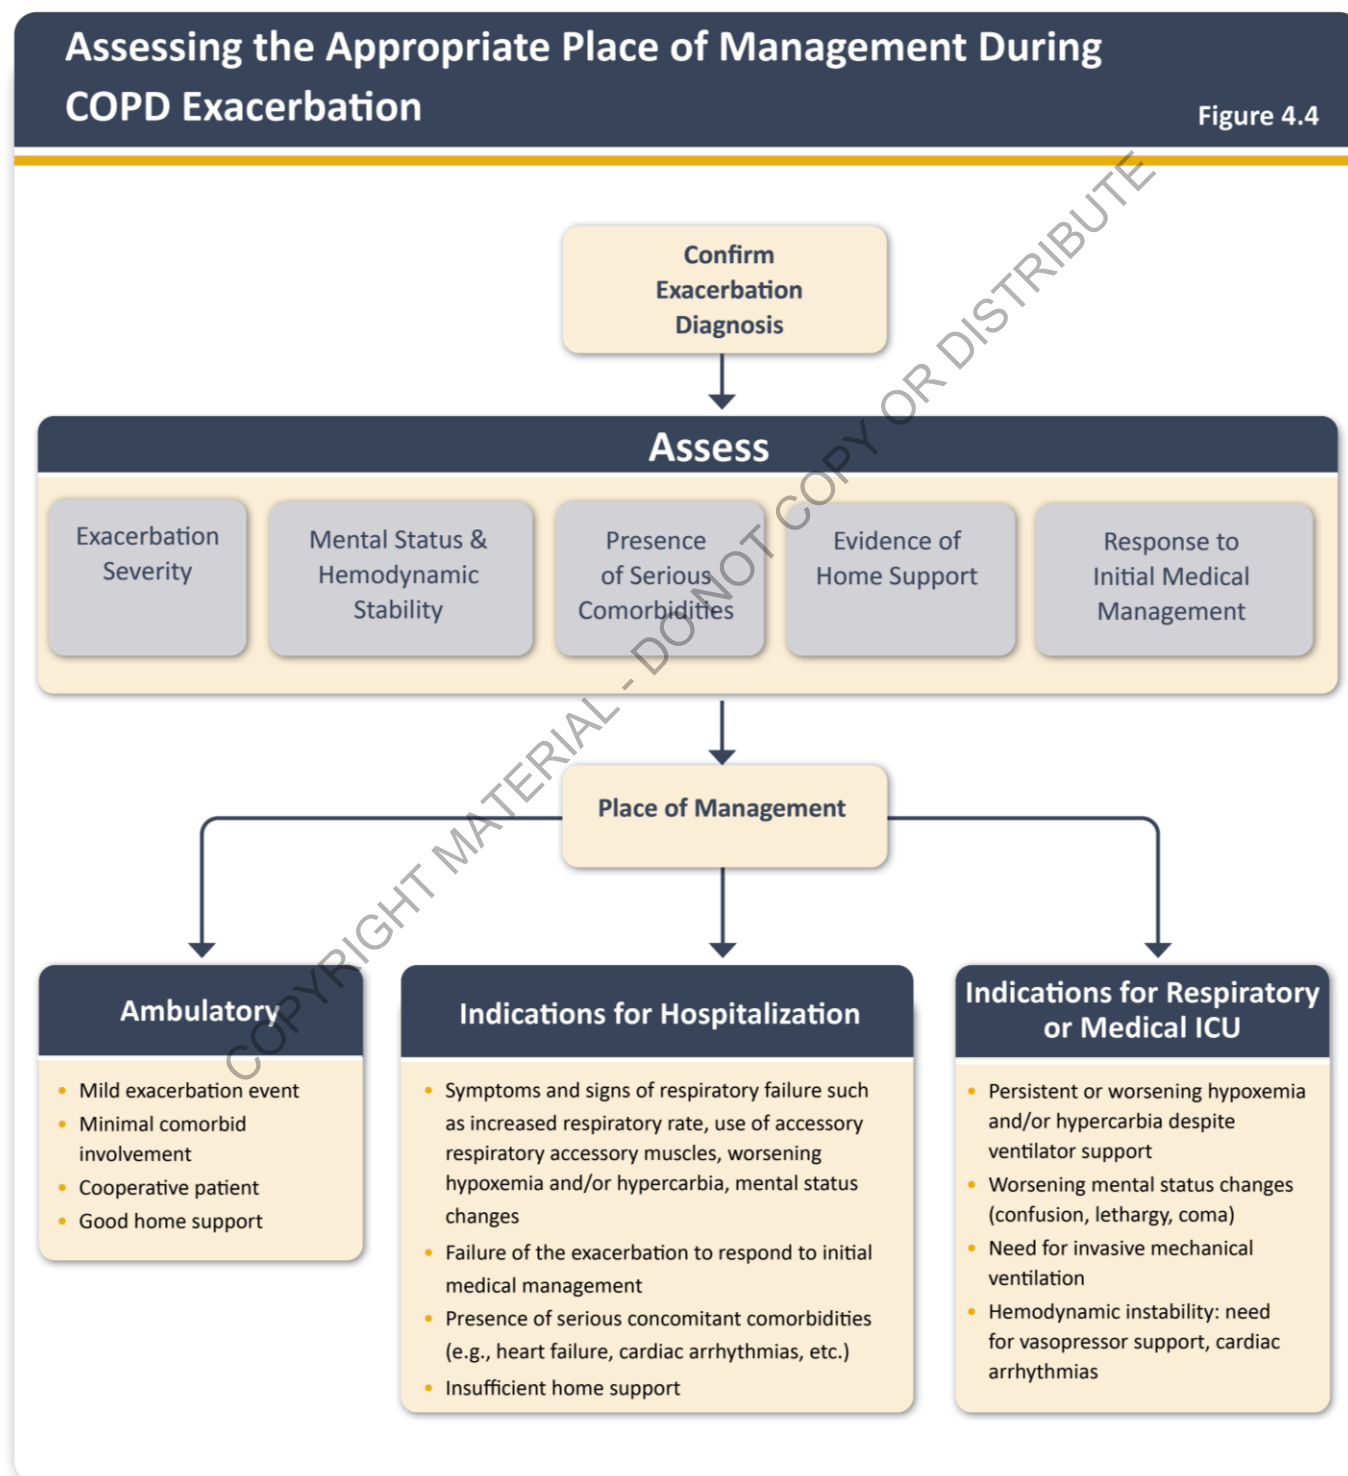 Assessing the Appropriate Place of Management During
COPD Exacerbation
Figure 4.4
Confirm
Exacerbation
Diagnosis
Assess
Exacerbation
Severity
Mental Status &
Hemodynamic
Stability
Presence
of Serious
Comorbidities
Evidence of
Home Support
Response to
Initial Medical
Management
Place of Management
Ambulatory
• Mild exacerbation event
• Minimal comorbid
involvement
• Cooperative patient
• Good home support
Indications for Hospitalization
• Symptoms and signs of respiratory failure such
as increased respiratory rate, use of accessory
respiratory accessory muscles, worsening
hypoxemia and/or hypercarbia, mental status
changes
• Failure of the exacerbation to respond to initial
medical management
• Presence of serious concomitant comorbidities
(e.g., heart failure, cardiac arrhythmias, etc.)
• Insufficient home support
Indications for Respiratory
or Medical ICU
• Persistent or worsening hypoxemia
and/or hypercarbia despite
ventilator support
• Worsening mental status changes
(confusion, lethargy, coma)
• Need for invasive mechanical
ventilation
• Hemodynamic instability: need
for vasopressor support, cardiac
arrhythmias
COPYRIGHT MATERIAL - DO NOT COPY OR DISTRIBUTE